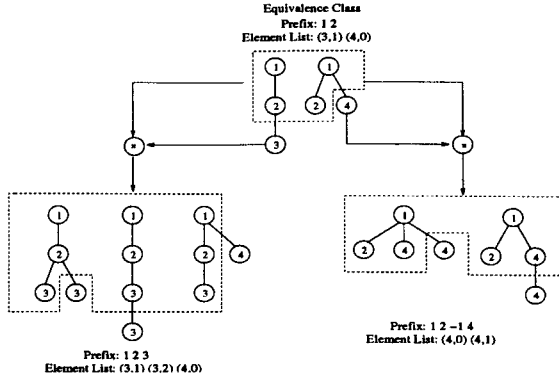 Equivalence Class
Prefix: 1 2
Element List: (3,1) (4,0)
1 1
2 2 4
* 3 *
1 1 1
2 2 2 4
3 3 3 3
3
1 1
2 4 4 2 4
4
Prefix: 1 2 3
Element List: (3,1) (3,2) (4,0)
Prefix: 1 2 -1 4
Element List: (4,0) (4,1)